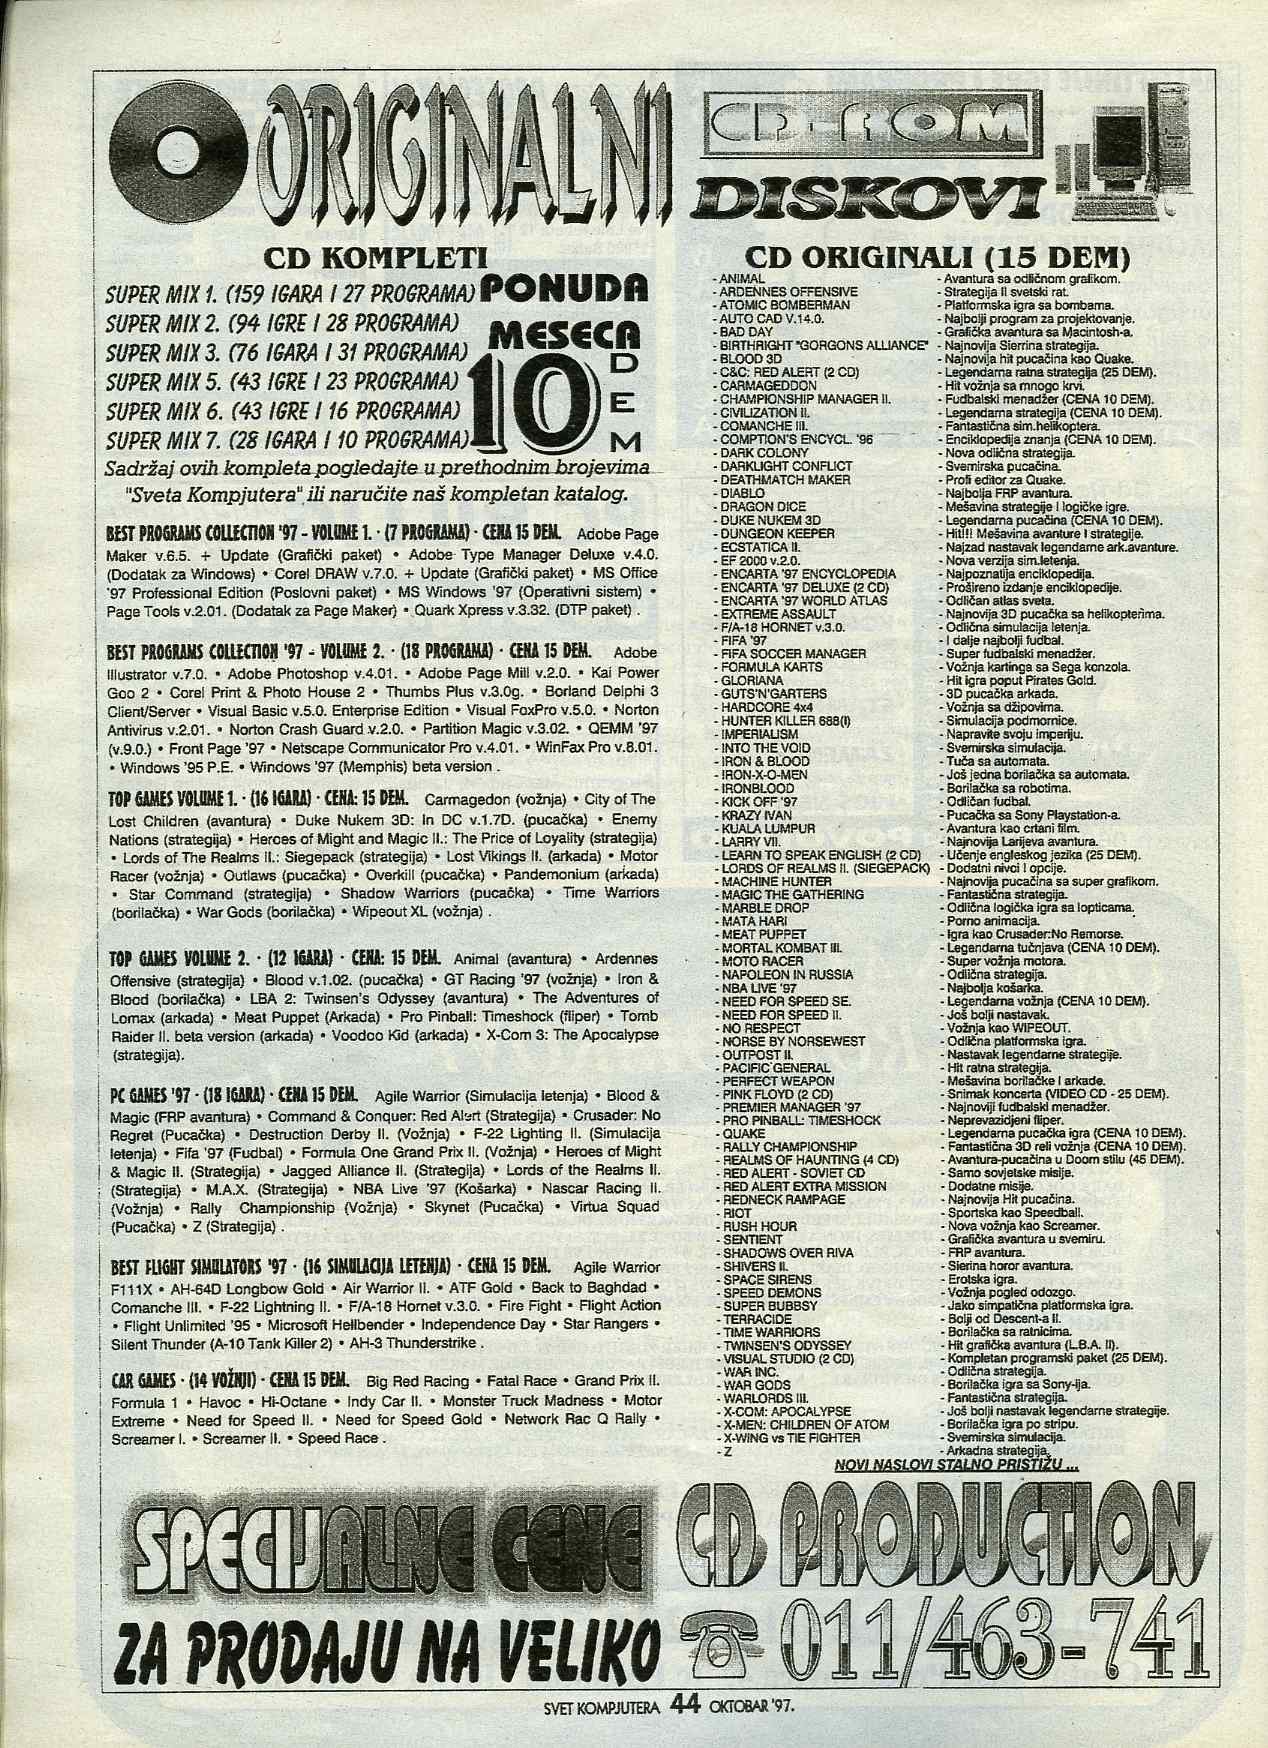 ORIGINALNI CD-ROM
DISKOVI
CD KOMPLETI
SUPER MIX 1. (159 IGARA I 27 PROGRAMA)
SUPER MIX 2. (94 IGRE I 28 PROGRAMA)
SUPER MIX 3. (76 IGARA I 31 PROGRAMA)
SUPER MIX 5. (43 IGRE I 23 PROGRAMA)
SUPER MIX 6. (43 IGRE I 16 PROGRAMA)
SUPER MIX 7. (28 IGARA I 10 PROGRAMA)
PONUDA
MESECA
10 DEM
Sadržaj ovih kompleta pogledajte u prethodnim brojevima
"Sveta Kompjutera" ili naručite naš kompletan katalog.
BEST PROGRAMS COLLECTION '97 - VOLUME 1. · (7 PROGRAMA) · CENA 15 DEM. Adobe Page
Maker v.6.5. + Update (Grafički paket) • Adobe Type Manager Deluxe v.4.0.
(Dodatak za Windows) • Corel DRAW v.7.0. + Update (Grafički paket) • MS Office
'97 Professional Edition (Poslovni paket) • MS Windows '97 (Operativni sistem) •
Page Tools v.2.01. (Dodatak za Page Maker) • Quark Xpress v.3.32. (DTP paket) .
BEST PROGRAMS COLLECTION '97 - VOLUME 2. · (18 PROGRAMA) · CENA 15 DEM. Adobe
Illustrator v.7.0. • Adobe Photoshop v.4.01. • Adobe Page Mill v.2.0. • Kai Power
Goo 2 • Corel Print & Photo House 2 • Thumbs Plus v.3.0g. • Borland Delphi 3
Client/Server • Visual Basic v.5.0. Enterprise Edition • Visual FoxPro v.5.0. • Norton
Antivirus v.2.01. • Norton Crash Guard v.2.0. • Partition Magic v.3.02. • QEMM '97
(v.9.0.) • Front Page '97 • Netscape Communicator Pro v.4.01. • WinFax Pro v.8.01.
• Windows '95 P.E. • Windows '97 (Memphis) beta version .
TOP GAMES VOLUME 1. · (16 IGARA) · CENA: 15 DEM. Carmagedon (vožnja) • City of The
Lost Children (avantura) • Duke Nukem 3D: In DC v.1.7D. (pucačka) • Enemy
Nations (strategija) • Heroes of Might and Magic II.: The Price of Loyality (strategija)
• Lords of The Realms II.: Siegepack (strategija) • Lost Vikings II. (arkada) • Motor
Racer (vožnja) • Outlaws (pucačka) • Overkill (pucačka) • Pandemonium (arkada)
• Star Command (strategija) • Shadow Warriors (pucačka) • Time Warriors
(borilačka) • War Gods (borilačka) • Wipeout XL (vožnja) .
TOP GAMES VOLUME 2. · (12 IGARA) · CENA: 15 DEM. Animal (avantura) • Ardennes
Offensive (strategija) • Blood v.1.02. (pucačka) • GT Racing '97 (vožnja) • Iron &
Blood (borilačka) • LBA 2: Twinsen's Odyssey (avantura) • The Adventures of
Lomax (arkada) • Meat Puppet (Arkada) • Pro Pinball: Timeshock (fliper) • Tomb
Raider II. beta version (arkada) • Voodoo Kid (arkada) • X-Com 3: The Apocalypse
(strategija).
PC GAMES '97 · (18 IGARA) · CENA 15 DEM. Agile Warrior (Simulacija letenja) • Blood &
Magic (FRP avantura) • Command & Conquer: Red Alert (Strategija) • Crusader: No
Regret (Pucačka) • Destruction Derby II. (Vožnja) • F-22 Lighting II. (Simulacija
letenja) • Fifa '97 (Fudbal) • Formula One Grand Prix II. (Vožnja) • Heroes of Might
& Magic II. (Strategija) • Jagged Alliance II. (Strategija) • Lords of the Realms II.
(Strategija) • M.A.X. (Strategija) • NBA Live '97 (Košarka) • Nascar Racing II.
(Vožnja) • Rally Championship (Vožnja) • Skynet (Pucačka) • Virtua Squad
(Pucačka) • Z (Strategija) .
BEST FLIGHT SIMULATORS '97 · (16 SIMULACIJA LETENJA) · CENA 15 DEM. Agile Warrior
F111X • AH-64D Longbow Gold • Air Warrior II. • ATF Gold • Back to Baghdad •
Comanche III. • F-22 Lightning II. • F/A-18 Hornet v.3.0. • Fire Fight • Flight Action
• Flight Unlimited '95 • Microsoft Hellbender • Independence Day • Star Rangers •
Silent Thunder (A-10 Tank Killer 2) • AH-3 Thunderstrike .
CAR GAMES · (14 VOŽNJI) · CENA 15 DEM. Big Red Racing • Fatal Race • Grand Prix II.
Formula 1 • Havoc • Hi-Octane • Indy Car II. • Monster Truck Madness • Motor
Extreme • Need for Speed II. • Need for Speed Gold • Network Rac Q Rally •
Screamer I. • Screamer II. • Speed Race .
CD ORIGINALI (15 DEM)
- ANIMAL - Avantura sa odličnom grafikom.
- ARDENNES OFFENSIVE - Strategija II svetski rat.
- ATOMIC BOMBERMAN - Platformska igra sa bombama.
- AUTO CAD V.14.0. - Najbolji program za projektovanje.
- BAD DAY - Grafička avantura sa Macintosh-a.
- BIRTHRIGHT "GORGONS ALLIANCE" - Najnovija Sierrina strategija.
- BLOOD 3D - Najnovija hit pucačina kao Quake.
- C&C: RED ALERT (2 CD) - Legendarna ratna strategija (25 DEM).
- CARMAGEDDON - Hit vožnja sa mnogo krvi.
- CHAMPIONSHIP MANAGER II. - Fudbalski menadžer (CENA 10 DEM).
- CIVILIZATION II. - Legendarna strategija (CENA 10 DEM).
- COMANCHE III. - Fantastična sim.helikoptera.
- COMPTION'S ENCYCL. '96 - Enciklopedija znanja (CENA 10 DEM).
- DARK COLONY - Nova odlična strategija.
- DARKLIGHT CONFLICT - Svemirska pucačina.
- DEATHMATCH MAKER - Profi editor za Quake.
- DIABLO - Najbolja FRP avantura.
- DRAGON DICE - Mešavina strategije I logičke igre.
- DUKE NUKEM 3D - Legendarna pucačina (CENA 10 DEM).
- DUNGEON KEEPER - Hit!!! Mešavina avanture I strategije.
- ECSTATICA II. - Najzad nastavak legendarne ark.avanture.
- EF 2000 v.2.0. - Nova verzija sim.letenja.
- ENCARTA '97 ENCYCLOPEDIA - Najpoznatija enciklopedija.
- ENCARTA '97 DELUXE (2 CD) - Prošireno izdanje enciklopedije.
- ENCARTA '97 WORLD ATLAS - Odličan atlas sveta.
- EXTREME ASSAULT - Najnovija 3D pucačka sa helikopterima.
- F/A-18 HORNET v.3.0. - Odlična simulacija letenja.
- FIFA '97 - I dalje najbolji fudbal.
- FIFA SOCCER MANAGER - Super fudbalski menadžer.
- FORMULA KARTS - Vožnja kartinga sa Sega konzola.
- GLORIANA - Hit igra poput Pirates Gold.
- GUTS'N'GARTERS - 3D pucačka arkada.
- HARDCORE 4x4 - Vožnja sa džipovima.
- HUNTER KILLER 688(I) - Simulacija podmornice.
- IMPERIALISM - Napravite svoju imperiju.
- INTO THE VOID - Svemirska simulacija.
- IRON & BLOOD - Tuča sa automata.
- IRON-X-O-MEN - Još jedna borilačka sa automata.
- IRONBLOOD - Borilačka sa robotima.
- KICK OFF '97 - Odličan fudbal.
- KRAZY IVAN - Pucačka sa Sony Playstation-a.
- KUALA LUMPUR - Avantura kao crtani film.
- LARRY VII. - Najnovija Larijeva avantura.
- LEARN TO SPEAK ENGLISH (2 CD) - Učenje engleskog jezika (25 DEM).
- LORDS OF REALMS II. (SIEGEPACK) - Dodatni nivoi I opcije.
- MACHINE HUNTER - Najnovija pucačina sa super grafikom.
- MAGIC THE GATHERING - Fantastična strategija.
- MARBLE DROP - Odlična logička igra sa lopticama.
- MATA HARI - Porno animacija.
- MEAT PUPPET - Igra kao Crusader:No Remorse.
- MORTAL KOMBAT III. - Legendarna tučnjava (CENA 10 DEM).
- MOTO RACER - Super vožnja motora.
- NAPOLEON IN RUSSIA - Odlična strategija.
- NBA LIVE '97 - Najbolja košarka.
- NEED FOR SPEED SE. - Legendarna vožnja (CENA 10 DEM).
- NEED FOR SPEED II. - Još bolji nastavak.
- NO RESPECT - Vožnja kao WIPEOUT.
- NORSE BY NORSEWEST - Odlična platformska igra.
- OUTPOST II. - Nastavak legendarne strategije.
- PACIFIC GENERAL - Hit ratna strategija.
- PERFECT WEAPON - Mešavina borilačke I arkade.
- PINK FLOYD (2 CD) - Snimak koncerta (VIDEO CD - 25 DEM).
- PREMIER MANAGER '97 - Najnoviji fudbalski menadžer.
- PRO PINBALL: TIMESHOCK - Neprevazidjeni fliper.
- QUAKE - Legendarna pucačka igra (CENA 10 DEM).
- RALLY CHAMPIONSHIP - Fantastična 3D reli vožnja (CENA 10 DEM).
- REALMS OF HAUNTING (4 CD) - Avantura-pucačina u Doom stilu (45 DEM).
- RED ALERT - SOVIET CD - Samo sovjetske misije.
- RED ALERT EXTRA MISSION - Dodatne misije.
- REDNECK RAMPAGE - Najnovija Hit pucačina.
- RIOT - Sportska kao Speedball.
- RUSH HOUR - Nova vožnja kao Screamer.
- SENTIENT - Grafička avantura u svemiru.
- SHADOWS OVER RIVA - FRP avantura.
- SHIVERS II. - Sierina horor avantura.
- SPACE SIRENS - Erotska igra.
- SPEED DEMONS - Vožnja pogled odozgo.
- SUPER BUBBSY - Jako simpatična platformska igra.
- TERRACIDE - Bolji od Descent-a II.
- TIME WARRIORS - Borilačka sa ratnicima.
- TWINSEN'S ODYSSEY - Hit grafička avantura (L.B.A. II).
- VISUAL STUDIO (2 CD) - Kompletan programski paket (25 DEM).
- WAR INC. - Odlična strategija.
- WAR GODS - Borilačka igra sa Sony-ija.
- WARLORDS III. - Fantastična strategija.
- X-COM: APOCALYPSE - Još bolji nastavak legendarne strategije.
- X-MEN: CHILDREN OF ATOM - Borilačka igra po stripu.
- X-WING vs TIE FIGHTER - Svemirska simulacija.
- Z - Arkadna strategija.
NOVI NASLOVI STALNO PRISTIŽU ...
SPECIJALNE CENE
ZA PRODAJU NA VELIKO
CD PRODUCTION
011/463-741
SVET KOMPJUTERA 44 OKTOBAR '97.